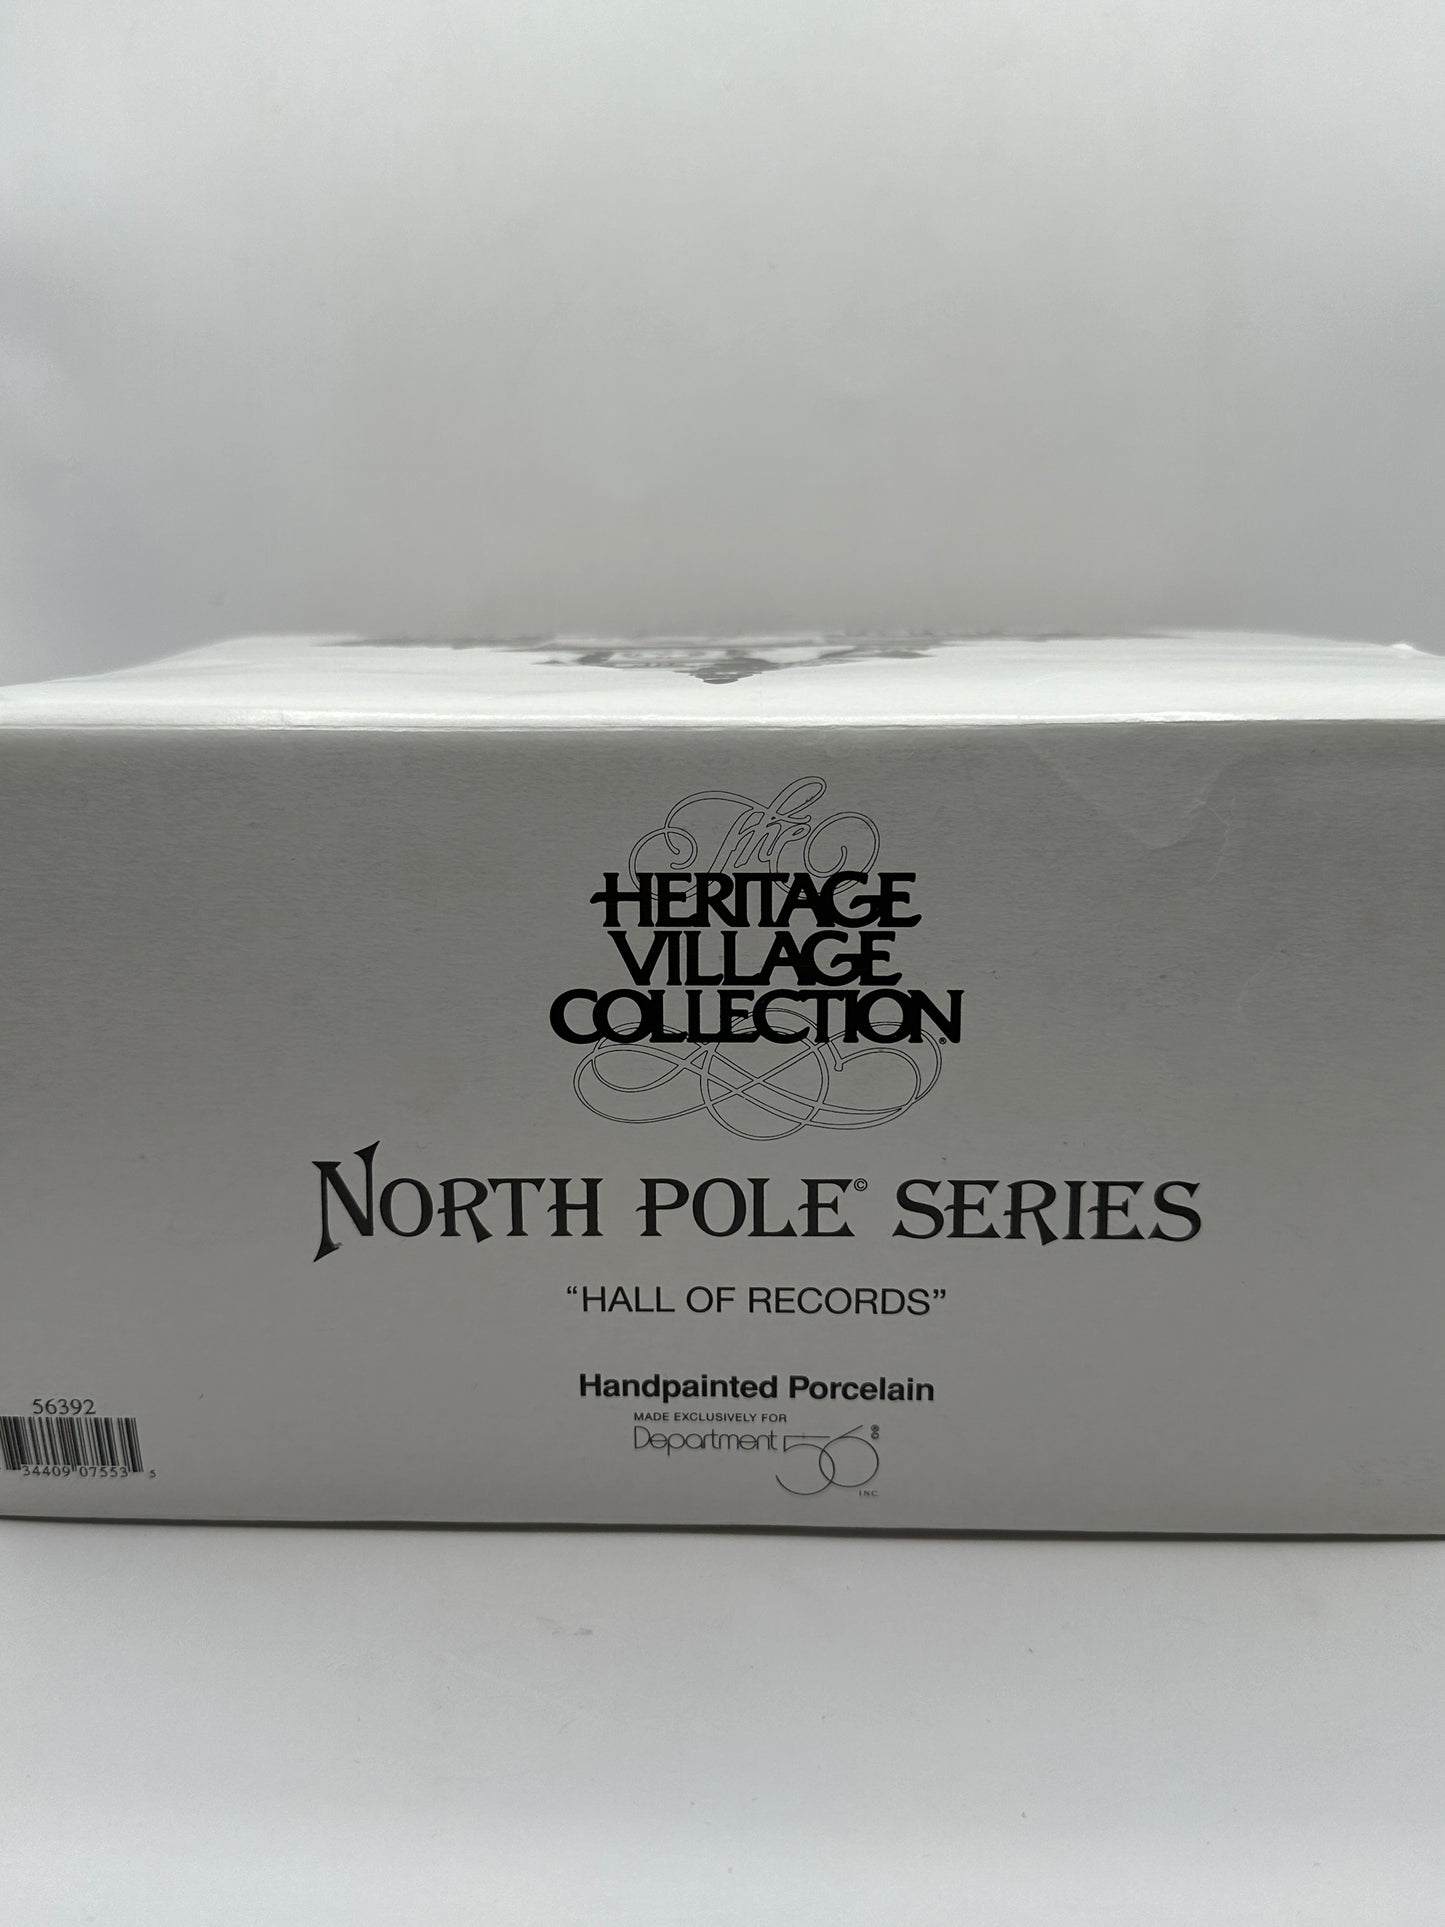 The
HERITAGE
VILLAGE
COLLECTION®
NORTH POLE© SERIES
“HALL OF RECORDS”
Handpainted Porcelain
MADE EXCLUSIVELY FOR
Department 56 ®©
INC.
56392
34409 07553 5